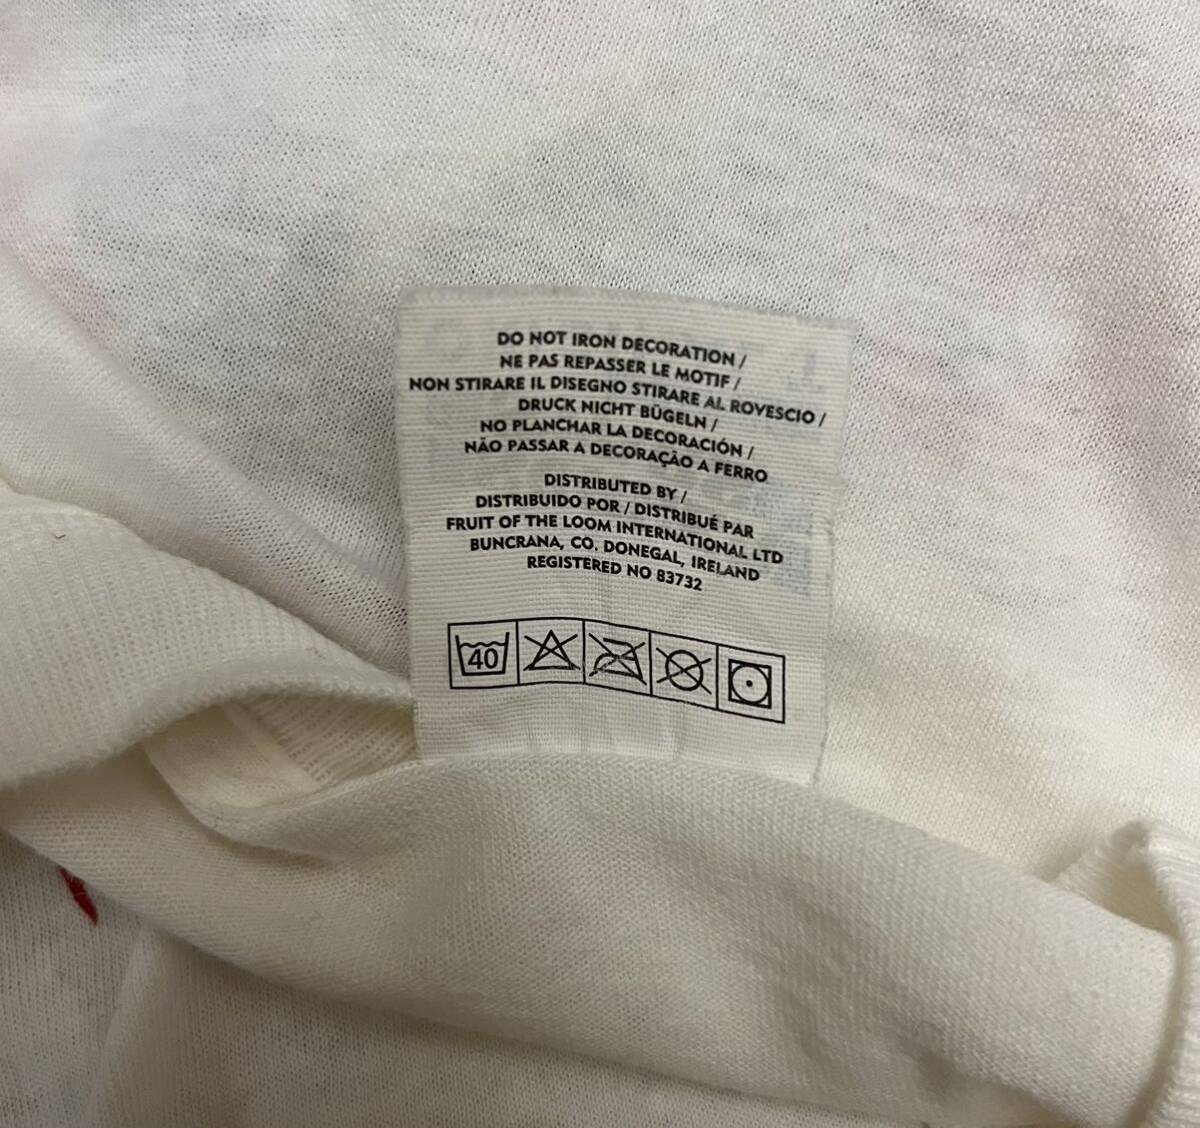 DO NOT IRON DECORATION /
NE PAS REPASSER LE MOTIF /
NON STIRARE IL DISEGNO STIRARE AL ROVESCIO /
DRUCK NICHT BÜGELN /
NO PLANCHAR LA DECORACIÓN /
NÃO PASSAR A DECORAÇÃO A FERRO
DISTRIBUTED BY /
DISTRIBUIDO POR / DISTRIBUÉ PAR
FRUIT OF THE LOOM INTERNATIONAL LTD
BUNCRANA, CO. DONEGAL, IRELAND
REGISTERED NO 83732
40